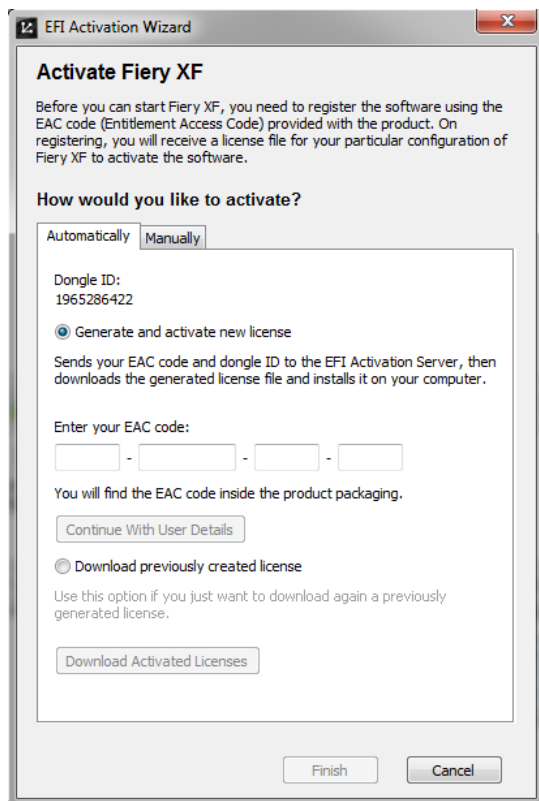 EFI Activation Wizard
Activate Fiery XF
Before you can start Fiery XF, you need to register the software using the
EAC code (Entitlement Access Code) provided with the product. On
registering, you will receive a license file for your particular configuration of
Fiery XF to activate the software.
How would you like to activate?
Automatically Manually
Dongle ID:
1965286422
Generate and activate new license
Sends your EAC code and dongle ID to the EFI Activation Server, then
downloads the generated license file and installs it on your computer.
Enter your EAC code:
- - -
You will find the EAC code inside the product packaging.
Continue With User Details
Download previously created license
Use this option if you just want to download again a previously
generated license.
Download Activated Licenses
Finish Cancel